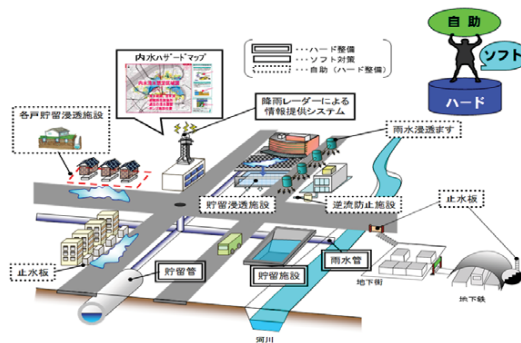 自助
ソフト
ハード
内水ハザードマップ
・・・ハード整備
・・・ソフト対策
・・・自助（ハード整備）
降雨レーダーによる
情報提供システム
各戸貯留浸透施設
雨水浸透ます
貯留浸透施設
逆流防止施設
止水板
止水板
貯留管
貯留施設
雨水管
地下街
地下鉄
河川